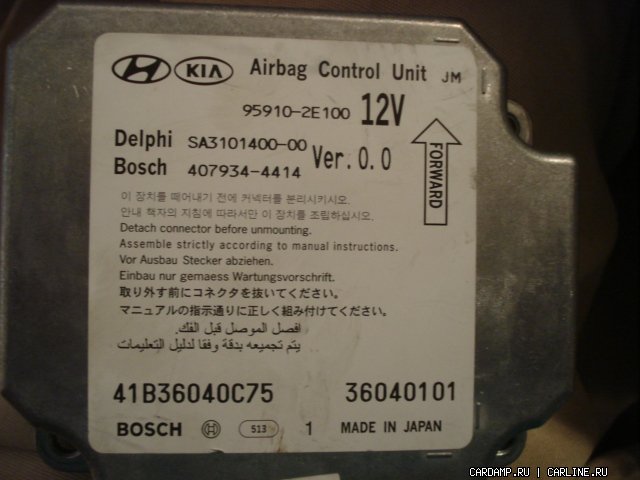 HYUNDAI KIA Airbag Control Unit JM
95910-2E100 12V
Delphi SA3101400-00
Bosch 407934-4414
Ver. 0.0
FORWARD
이 장치를 떼어내기 전에 커넥터를 분리시키시오.
안내 책자의 지침에 따라서만 이 장치를 조립하십시오.
Detach connector before unmounting.
Assemble strictly according to manual instructions.
Vor Ausbau Stecker abziehen.
Einbau nur gemaess Wartungsvorschrift.
取り外す前にコネクタを抜いてください。
マニュアルの指示通りに正しく組み付けてください。
افصل الموصل قبل الفك.
يتم تجميعه بدقة وفقا لدليل التعليمات
41B36040C75 36040101
BOSCH 513 1 MADE IN JAPAN
CARDAMP.RU | CARLINE.RU